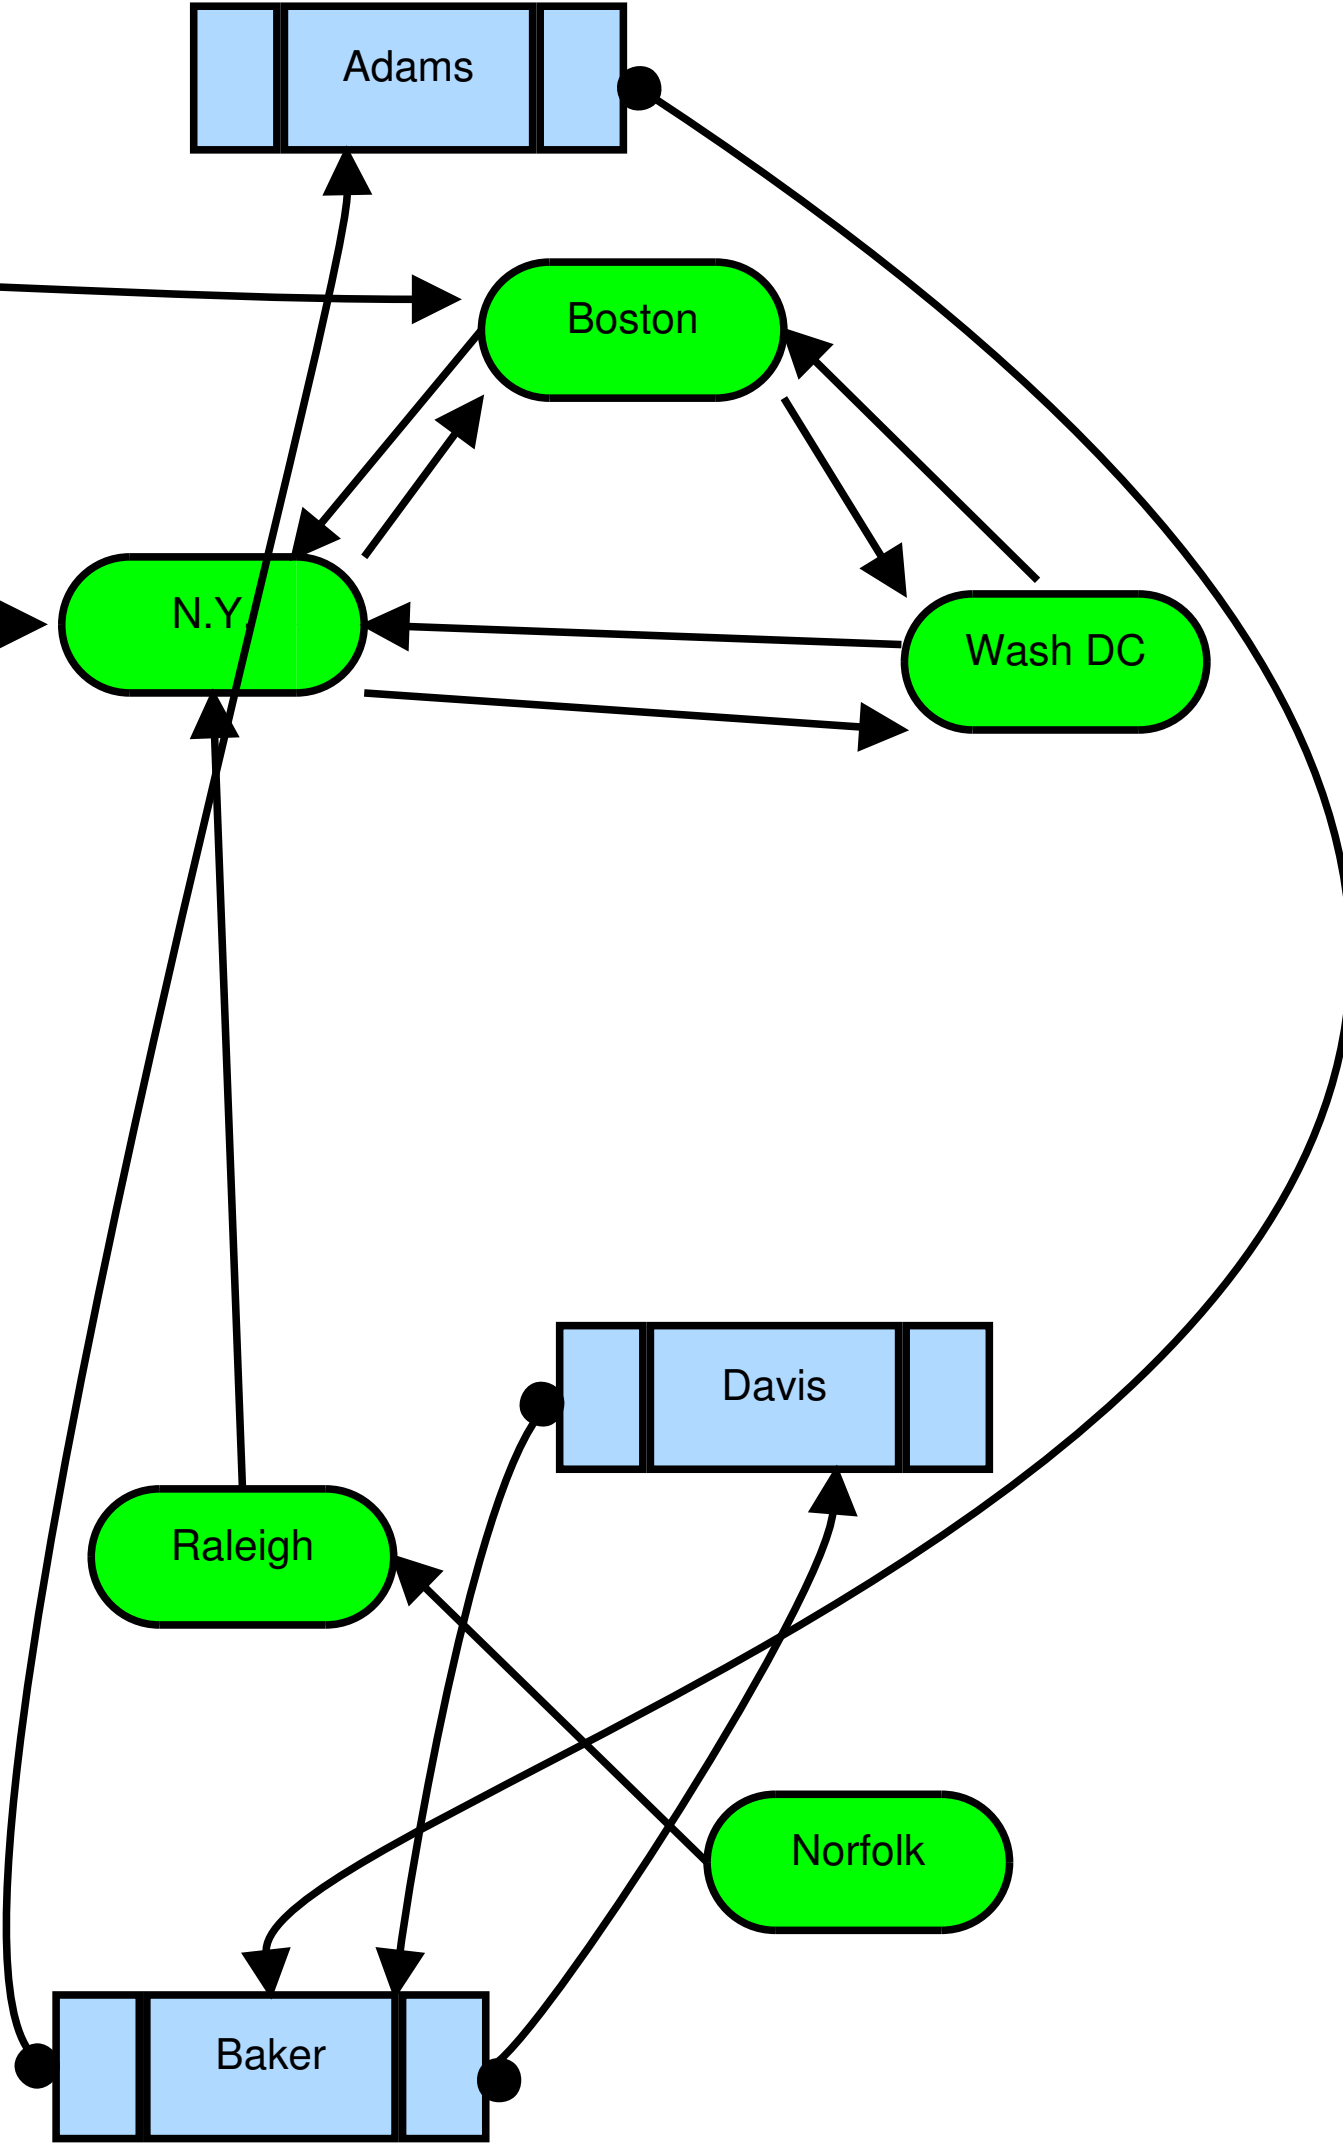 Adams
Boston
N.Y.
Wash DC
Davis
Raleigh
Norfolk
Baker